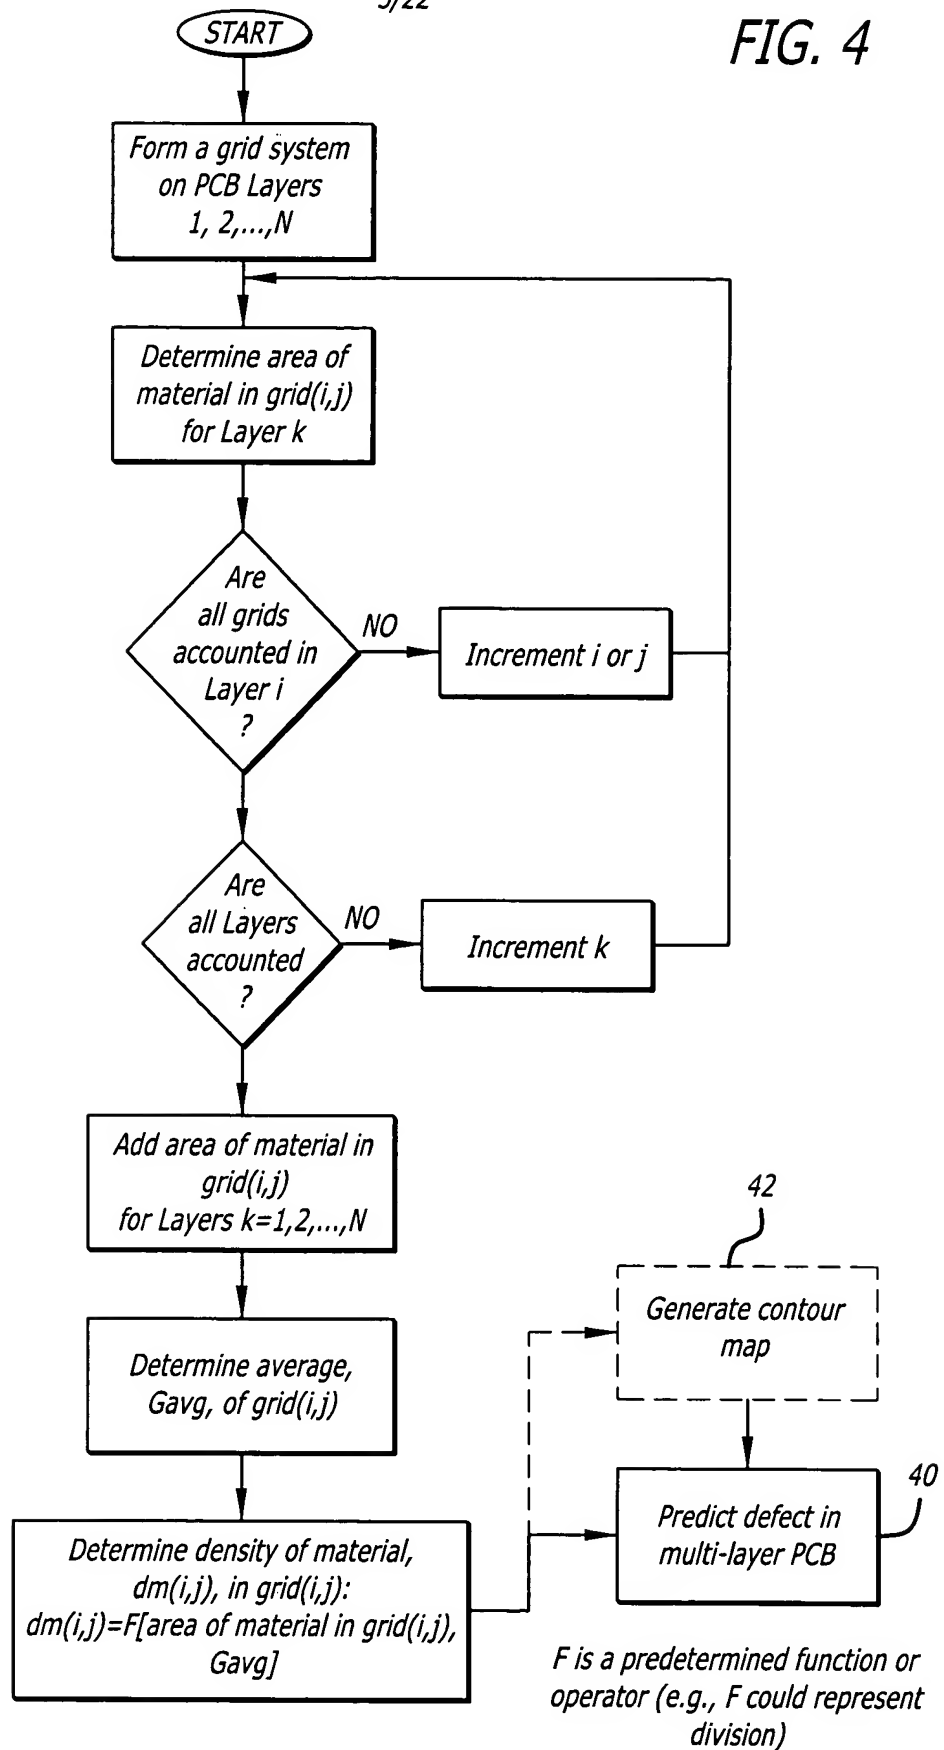 3/22
START
FIG. 4
Form a grid system
on PCB Layers
1, 2,...,N
Determine area of
material in grid(i,j)
for Layer k
Are
all grids
accounted in
Layer i
?
NO
Increment i or j
Are
all Layers
accounted
?
NO
Increment k
Add area of material in
grid(i,j)
for Layers k=1,2,...,N
Determine average,
Gavg, of grid(i,j)
Determine density of material,
dm(i,j), in grid(i,j):
dm(i,j)=F[area of material in grid(i,j),
Gavg]
42
Generate contour
map
40
Predict defect in
multi-layer PCB
F is a predetermined function or
operator (e.g., F could represent
division)